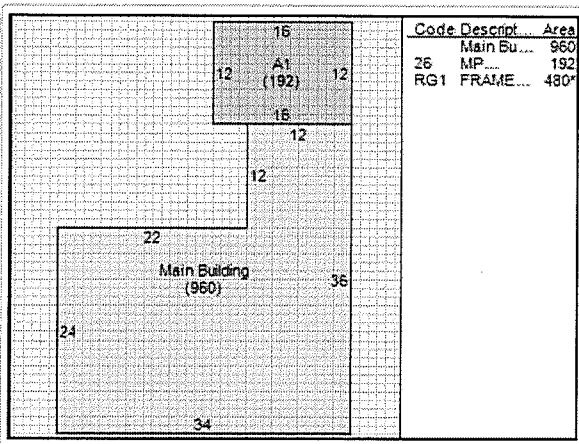 16
12 A1 12
(192)
16
12
12
22
Main Building
(960)
36
24
34
Code Descript... Area
Main Bu.... 960
26 MP..... 192
RG1 FRAME.... 480*